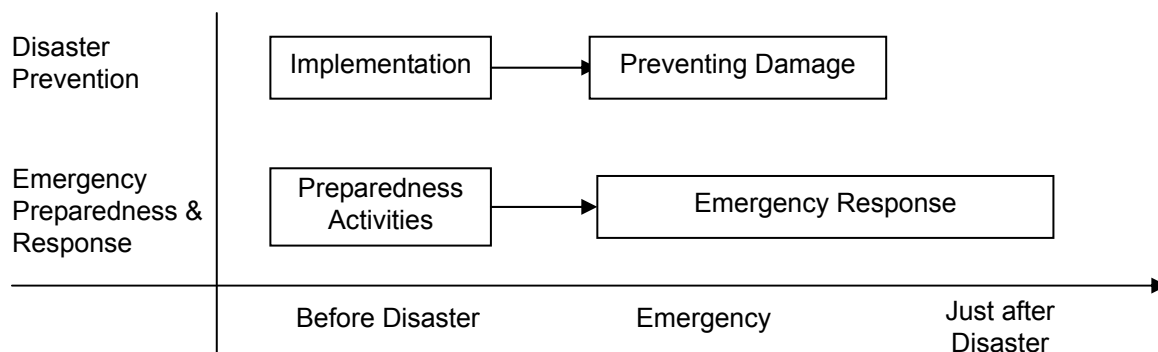 Disaster
Prevention
Implementation
Preventing Damage
Emergency
Preparedness &
Response
Preparedness
Activities
Emergency Response
Before Disaster
Emergency
Just after
Disaster